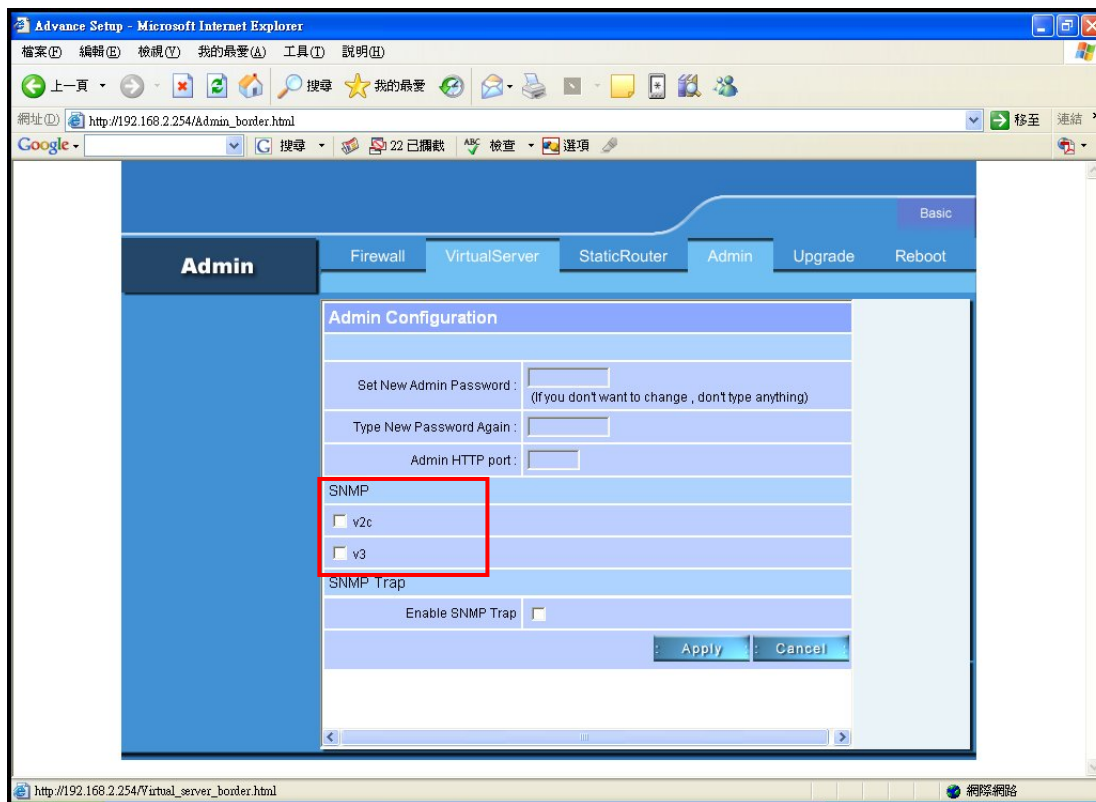 Advance Setup - Microsoft Internet Explorer
檔案(F) 編輯(E) 檢視(V) 我的最愛(A) 工具(T) 說明(H)
上一頁 搜尋 我的最愛
網址(D) http://192.168.2.254/Admin_border.html 移至 連結 »
Google 搜尋 22 已攔截 ABC 檢查 選項
Basic
Admin Firewall VirtualServer StaticRouter Admin Upgrade Reboot
Admin Configuration
Set New Admin Password :
(If you don't want to change , don't type anything)
Type New Password Again :
Admin HTTP port :
SNMP
v2c
v3
SNMP Trap
Enable SNMP Trap
Apply Cancel
http://192.168.2.254/Virtual_server_border.html 網際網路